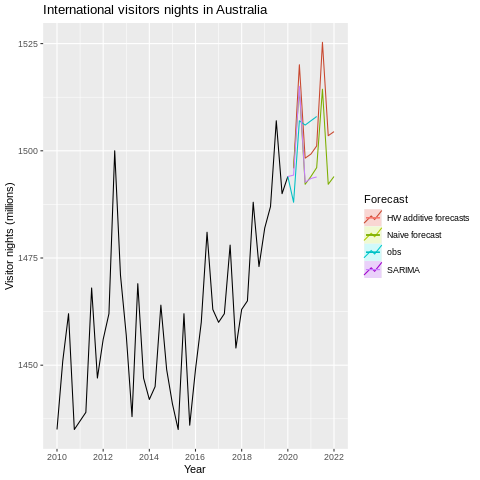 International visitors nights in Australia
Visitor nights (millions)
1525
1500
1475
1450
2010 2012 2014 2016 2018 2020 2022
Year
Forecast
HW additive forecasts
Naive forecast
obs
SARIMA